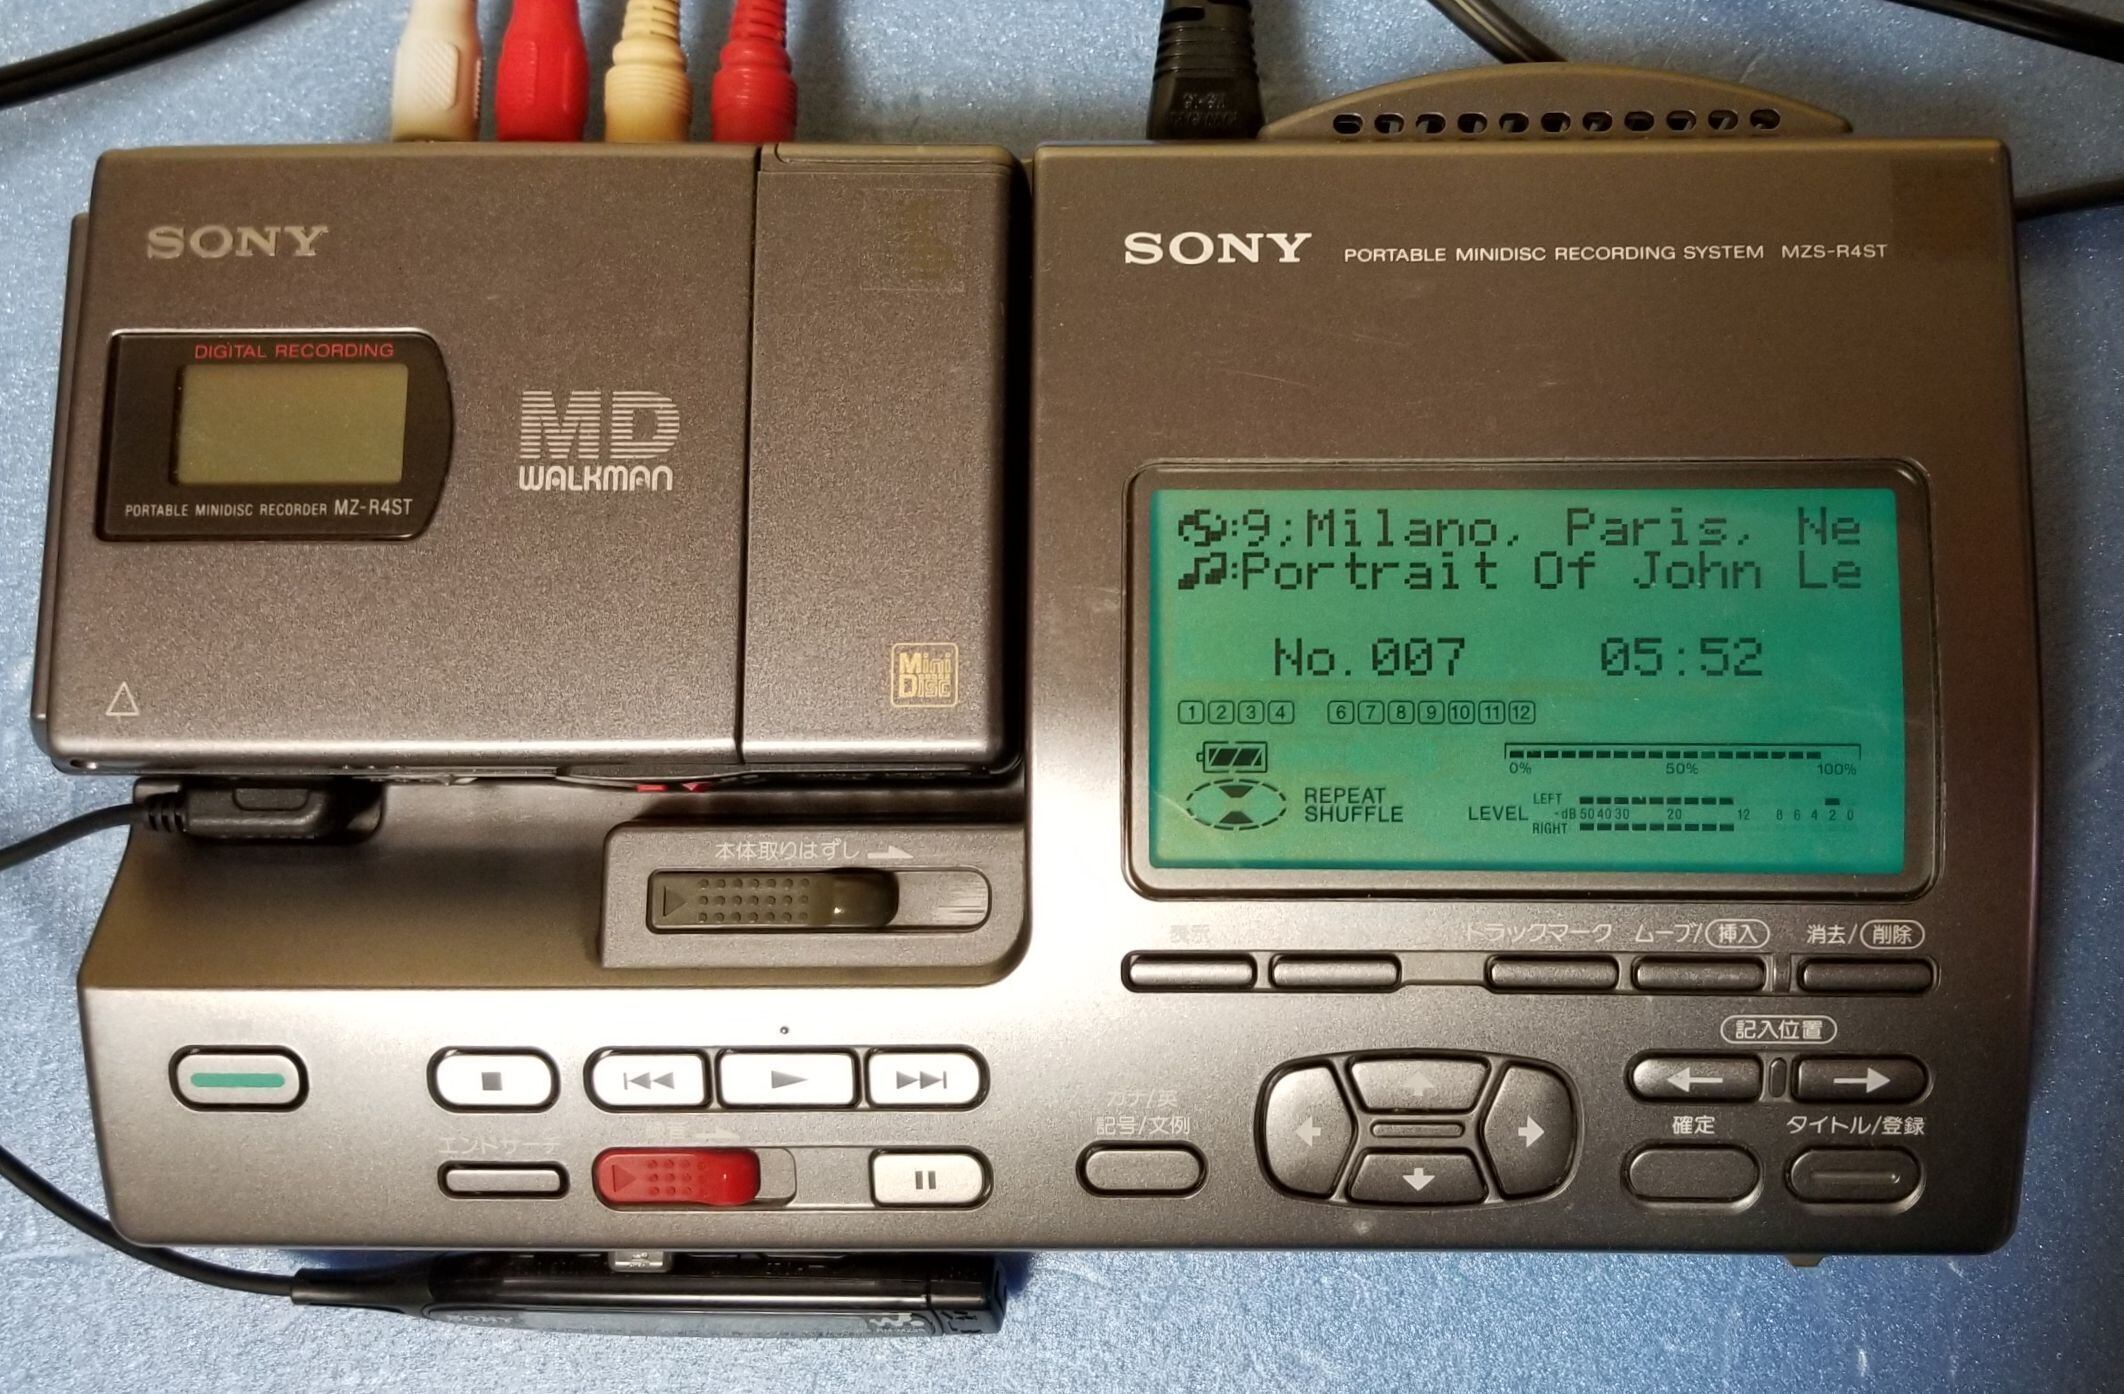 SONY
DIGITAL RECORDING
PORTABLE MINIDISC RECORDER MZ-R4ST
MD
WALKMAN
Mini
Disc
SONY PORTABLE MINIDISC RECORDING SYSTEM MZS-R4ST
:9;Milano, Paris, Ne
:Portrait Of John Le
No.007 05:52
1 2 3 4 6 7 8 9 10 11 12
0% 50% 100%
REPEAT
SHUFFLE
LEVEL
LEFT
-dB 50 40 30 20 12 8 6 4 2 0
RIGHT
本体取りはずし
表示 トラックマーク ムーブ/挿入 消去/削除
記入位置
カナ/英
記号/文例
確定 タイトル/登録
エンドサーチ
SONY